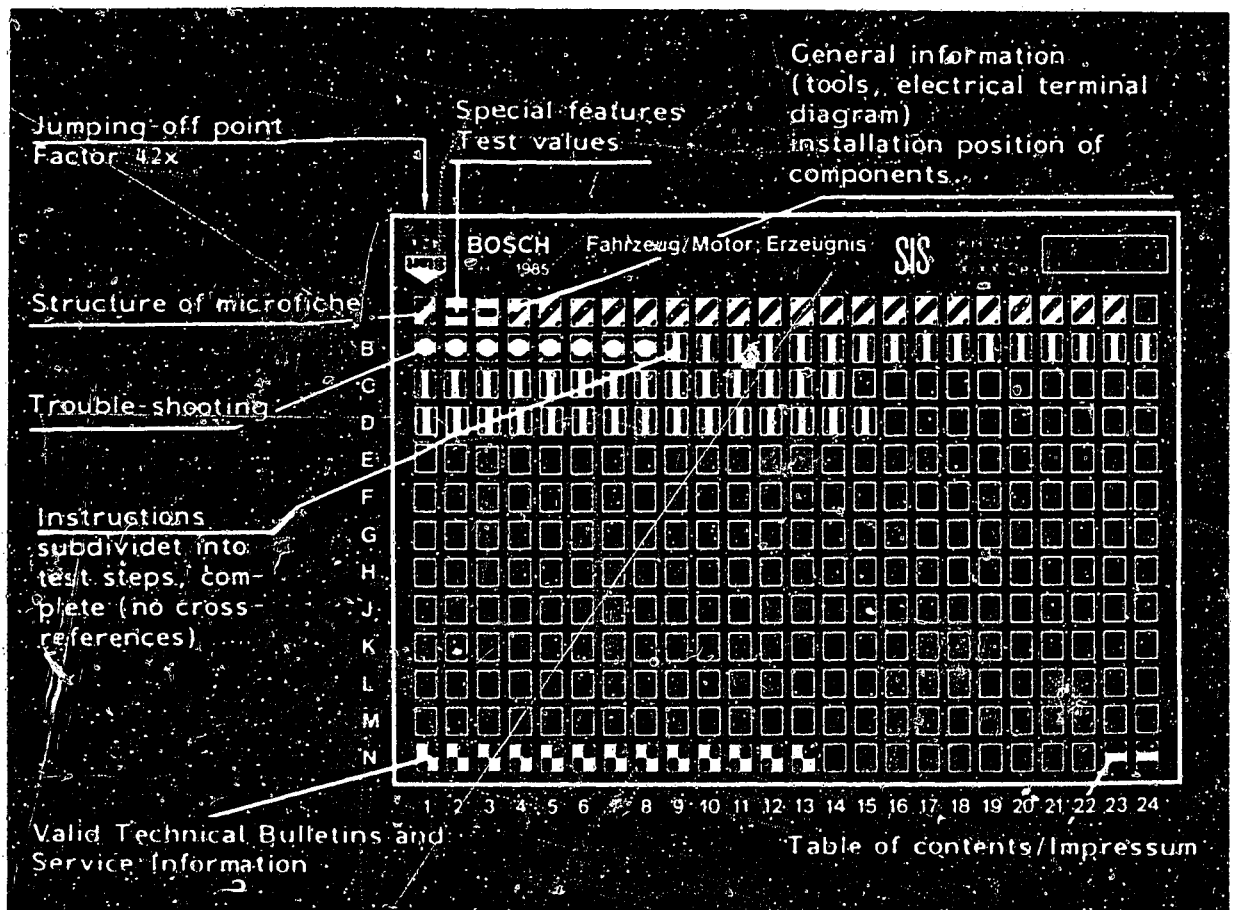 General information
(tools, electrical terminal
diagram)
installation position of
components
Special features
Test values
Jumping-off point
Factor 42x
BOSCH
1985
Fahrzeug/Motor, Erzeugnis
SIS
Structure of microfiche
B
C
D
E
F
G
H
J
K
L
M
N
Trouble-shooting
Instructions
subdividet into
test steps, com-
plete (no cross-
references)
1 2 3 4 5 6 7 8 9 10 11 12 13 14 15 16 17 18 19 20 21 22 23 24
Valid Technical Bulletins and
Service Information
Table of contents/Impressum